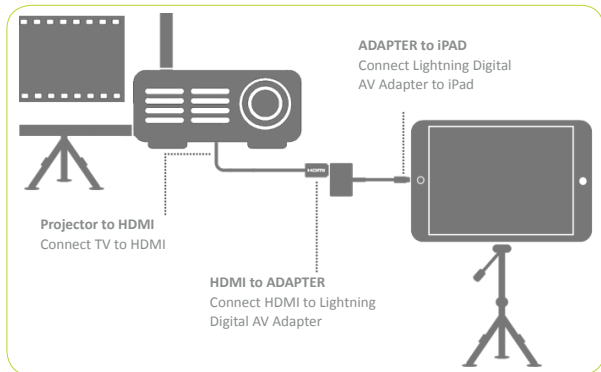 ADAPTER to iPAD
Connect Lightning Digital
AV Adapter to iPad
HDMI
Projector to HDMI
Connect TV to HDMI
HDMI to ADAPTER
Connect HDMI to Lightning
Digital AV Adapter